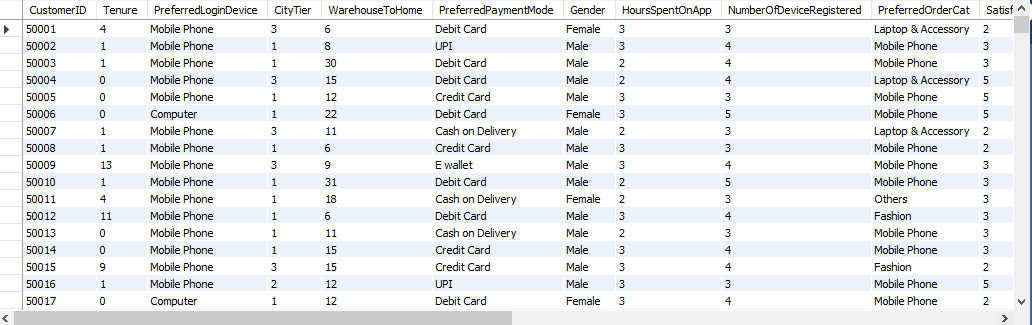 CustomerID Tenure PreferredLoginDevice CityTier WarehouseToHome PreferredPaymentMode Gender HoursSpentOnApp NumberOfDeviceRegistered PreferredOrderCat Satisf
50001 4 Mobile Phone 3 6 Debit Card Female 3 3 Laptop & Accessory 2
50002 1 Mobile Phone 1 8 UPI Male 3 4 Mobile Phone 3
50003 1 Mobile Phone 1 30 Debit Card Male 2 4 Mobile Phone 3
50004 0 Mobile Phone 3 15 Debit Card Male 2 4 Laptop & Accessory 5
50005 0 Mobile Phone 1 12 Credit Card Male 3 3 Mobile Phone 5
50006 0 Computer 1 22 Debit Card Female 3 5 Mobile Phone 5
50007 1 Mobile Phone 3 11 Cash on Delivery Male 2 3 Laptop & Accessory 2
50008 1 Mobile Phone 1 6 Credit Card Male 3 3 Mobile Phone 2
50009 13 Mobile Phone 3 9 E wallet Male 3 4 Mobile Phone 3
50010 1 Mobile Phone 1 31 Debit Card Male 2 5 Mobile Phone 3
50011 4 Mobile Phone 1 18 Cash on Delivery Female 2 3 Others 3
50012 11 Mobile Phone 1 6 Debit Card Male 3 4 Fashion 3
50013 0 Mobile Phone 1 11 Cash on Delivery Male 2 3 Mobile Phone 3
50014 0 Mobile Phone 1 15 Credit Card Male 3 4 Mobile Phone 3
50015 9 Mobile Phone 3 15 Credit Card Male 3 4 Fashion 2
50016 1 Mobile Phone 2 12 UPI Male 3 3 Mobile Phone 5
50017 0 Computer 1 12 Debit Card Female 3 4 Mobile Phone 2